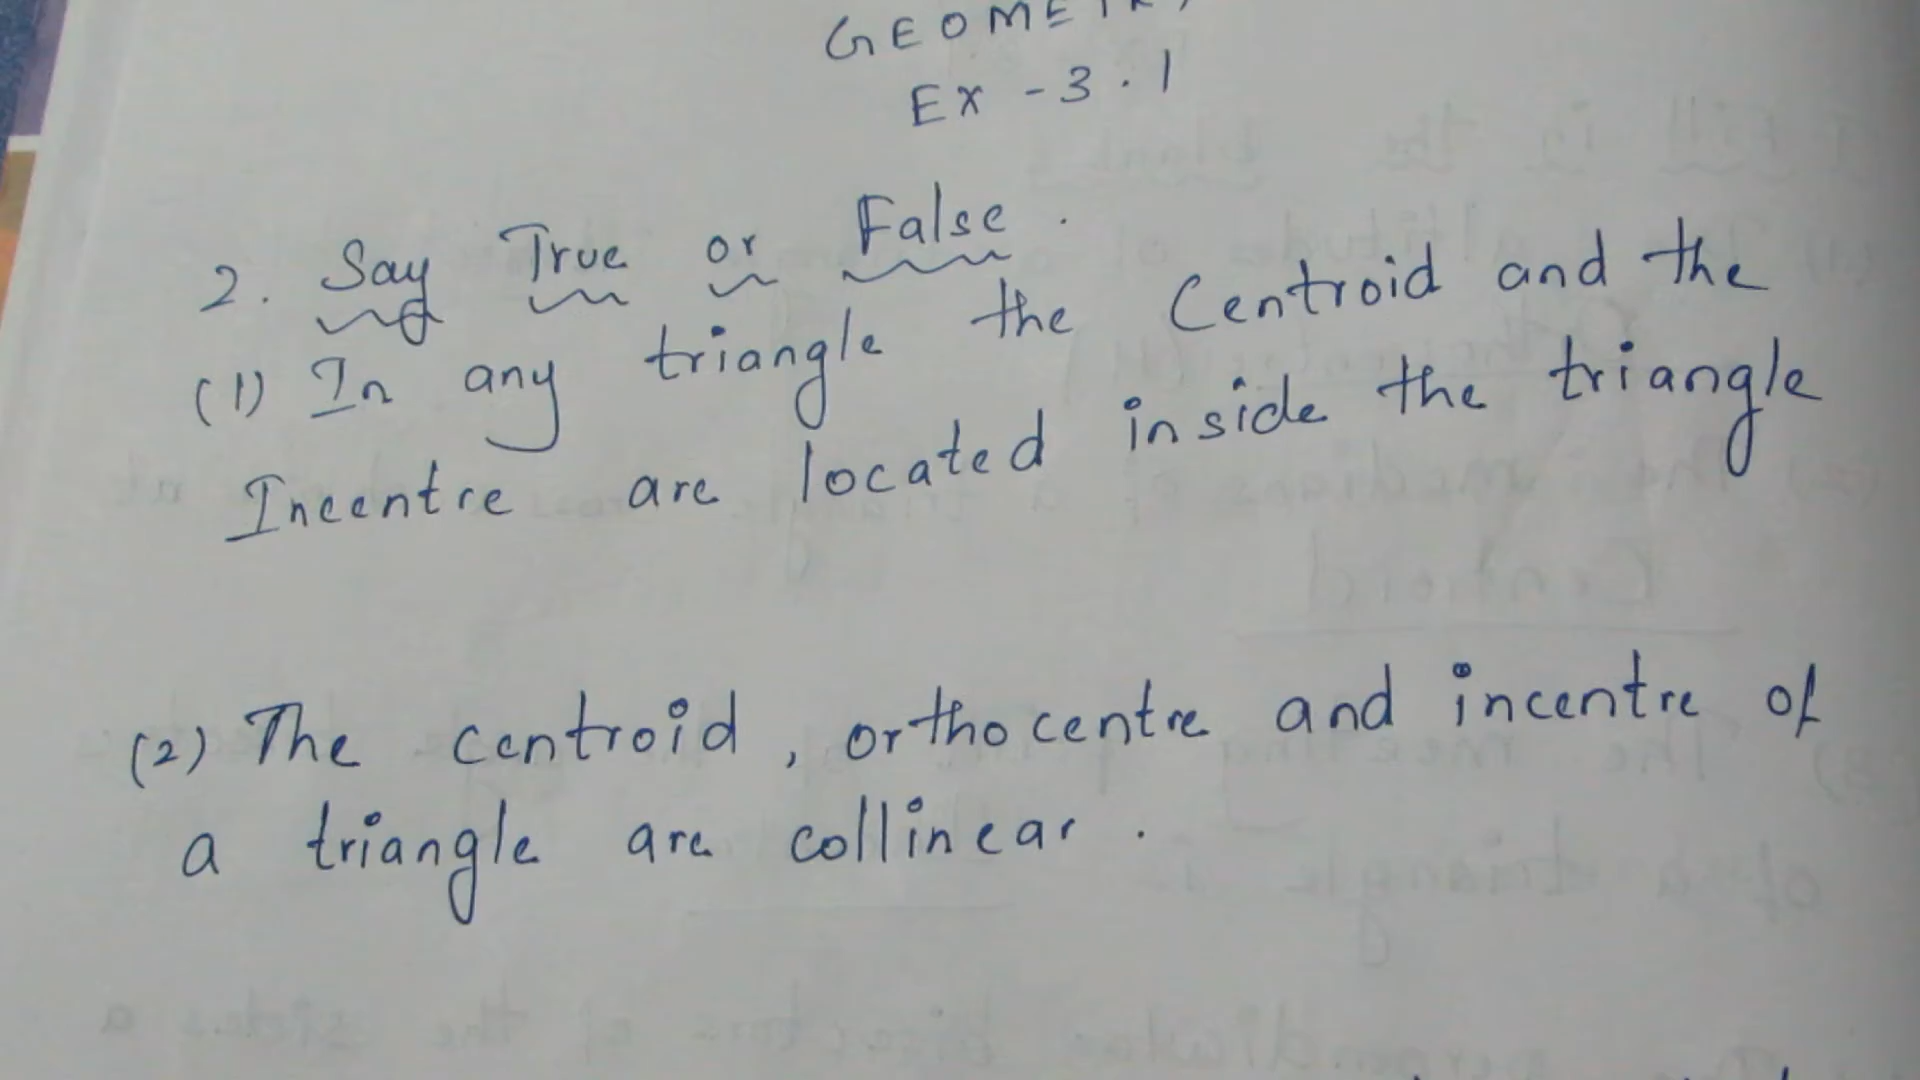 GEOMETRY
EX - 3.1
2. Say True or False.
(1) In any triangle the Centroid and the
Incentre are located inside the triangle
(2) The centroid, orthocentre and incentre of
a triangle are collinear.